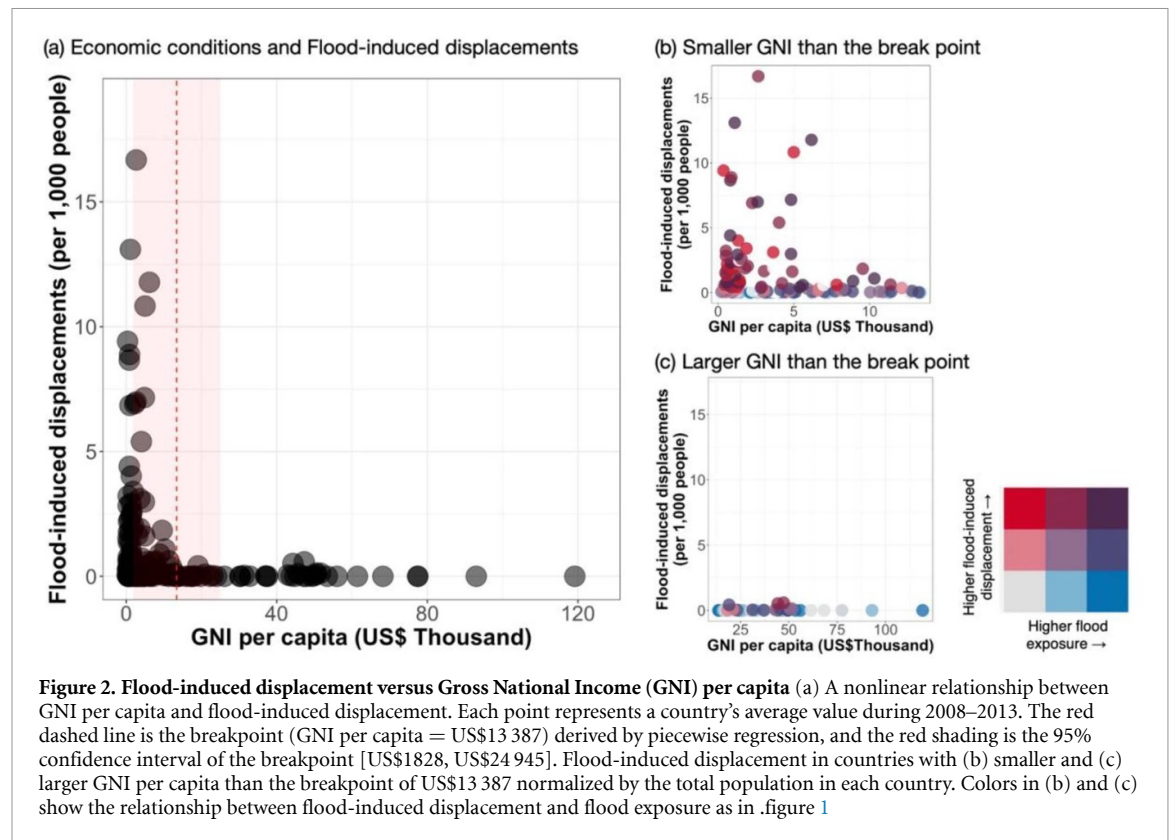 (a) Economic conditions and Flood-induced displacements
Flood-induced displacements (per 1,000 people)
15
10
5
0
0
40
80
120
GNI per capita (US$ Thousand)
(b) Smaller GNI than the break point
Flood-induced displacements
(per 1,000 people)
15
10
5
0
0
5
10
GNI per capita (US$ Thousand)
(c) Larger GNI than the break point
Flood-induced displacements
(per 1,000 people)
15
10
5
0
25
50
75
100
GNI per capita (US$Thousand)
Higher flood-induced
displacement →
Higher flood
exposure →
Figure 2. Flood-induced displacement versus Gross National Income (GNI) per capita (a) A nonlinear relationship between
GNI per capita and flood-induced displacement. Each point represents a country's average value during 2008–2013. The red
dashed line is the breakpoint (GNI per capita = US$13 387) derived by piecewise regression, and the red shading is the 95%
confidence interval of the breakpoint [US$1828, US$24 945]. Flood-induced displacement in countries with (b) smaller and (c)
larger GNI per capita than the breakpoint of US$13 387 normalized by the total population in each country. Colors in (b) and (c)
show the relationship between flood-induced displacement and flood exposure as in .figure 1